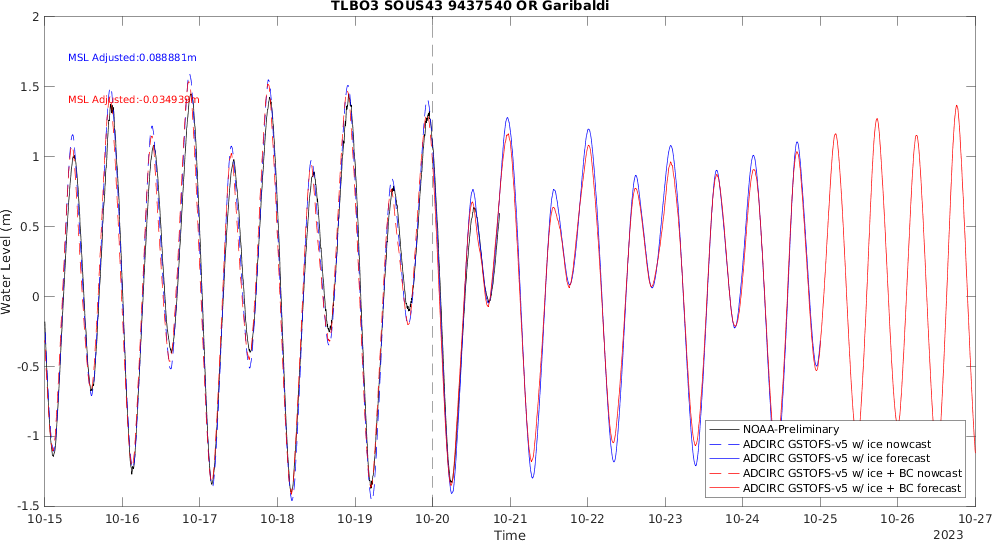 TLBO3 SOUS43 9437540 OR Garibaldi
MSL Adjusted:0.088881m
MSL Adjusted:-0.034939m
Water Level (m)
2
1.5
1
0.5
0
-0.5
-1
-1.5
NOAA-Preliminary
ADCIRC GSTOFS-v5 w/ ice nowcast
ADCIRC GSTOFS-v5 w/ ice forecast
ADCIRC GSTOFS-v5 w/ ice + BC nowcast
ADCIRC GSTOFS-v5 w/ ice + BC forecast
10-15 10-16 10-17 10-18 10-19 10-20 10-21 10-22 10-23 10-24 10-25 10-26 10-27
Time
2023